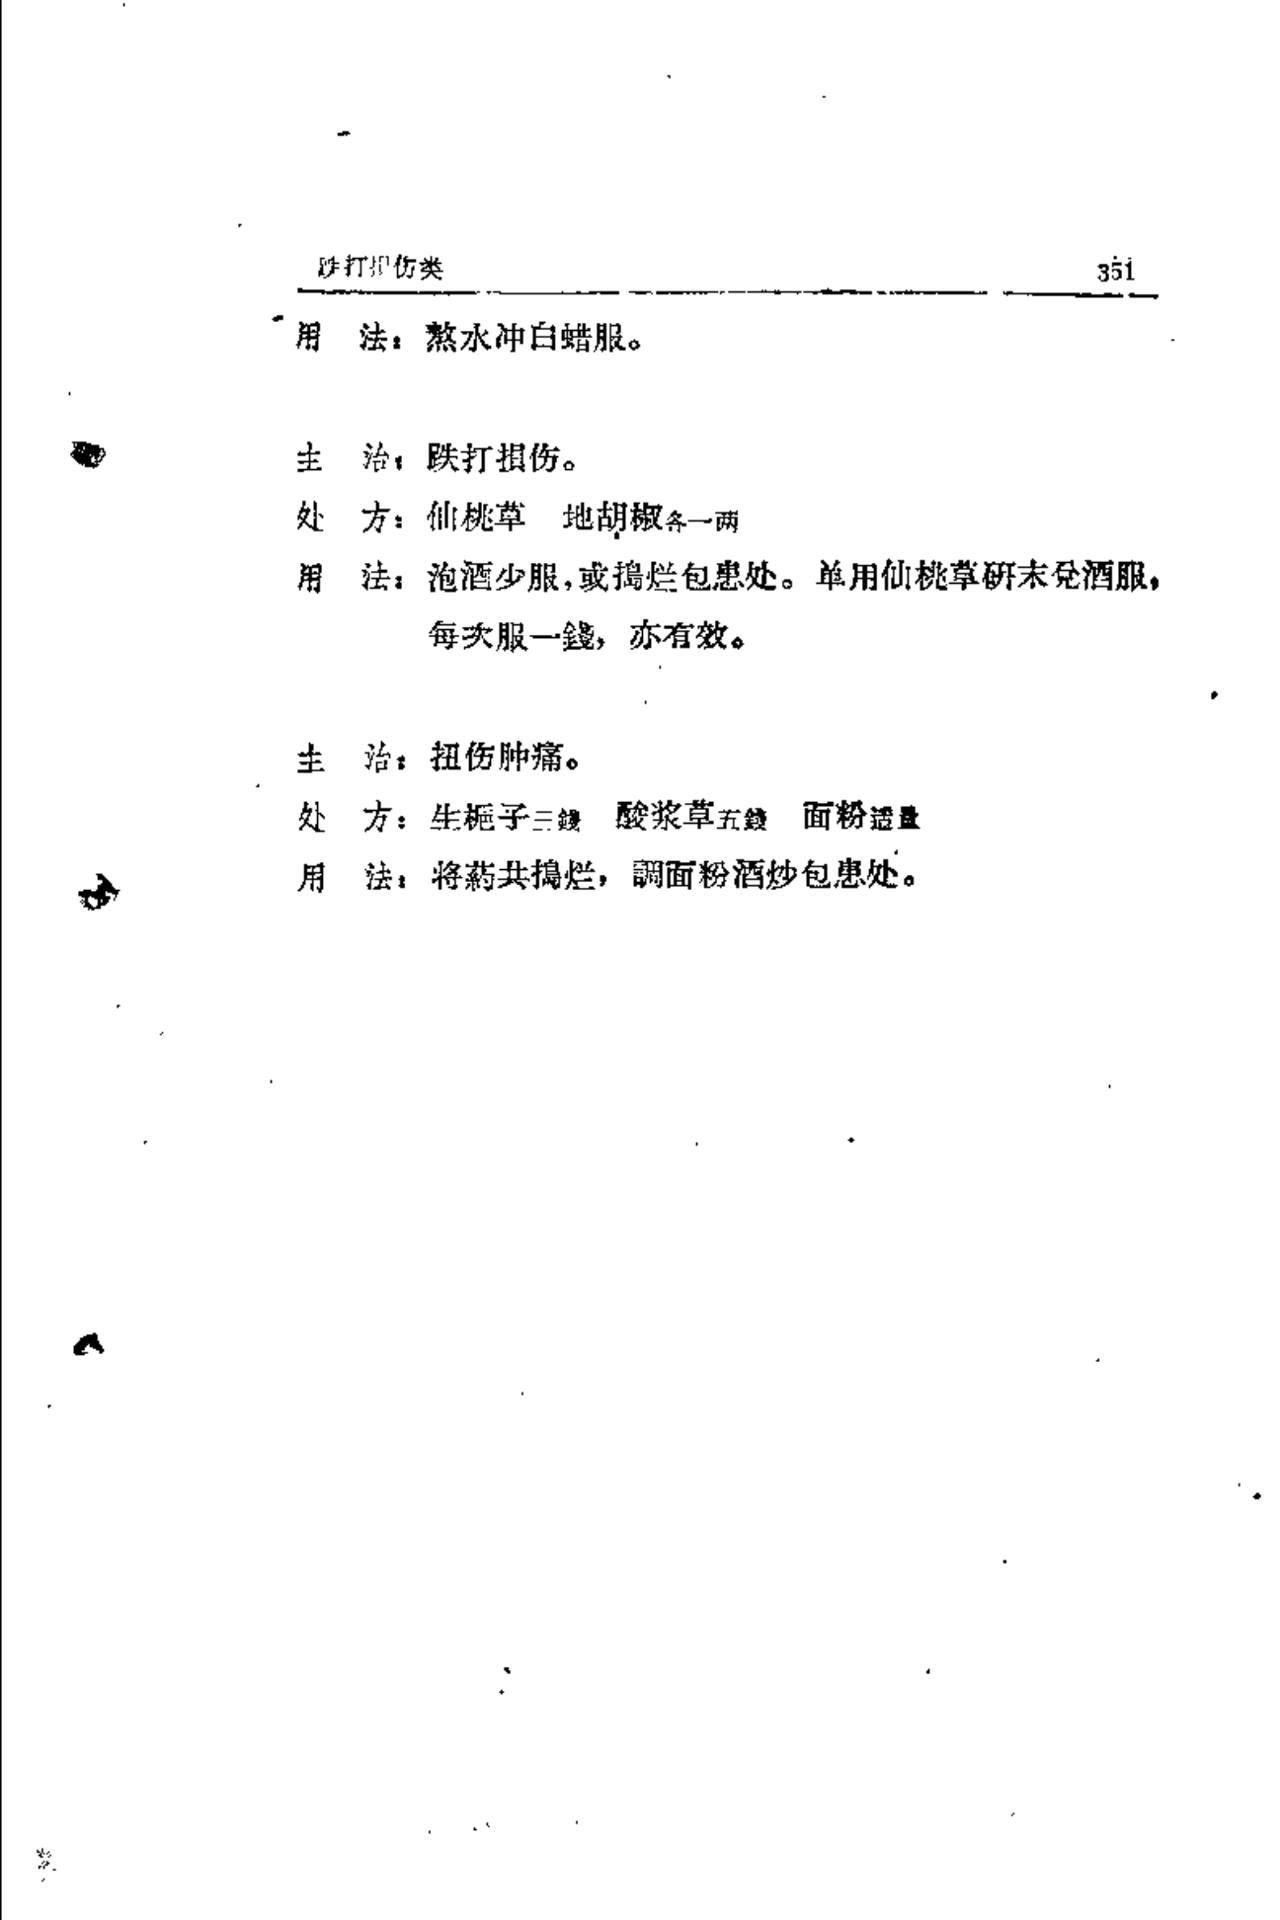 跌打损伤类 351
用 法：熬水冲白蜡服。
主 治：跌打損伤。
处 方：仙桃草 地胡椒各一两
用 法：泡酒少服，或搗烂包患处。单用仙桃草研末兌酒服，
每次服一錢，亦有效。
主 治：扭伤肿痛。
处 方：生梔子三錢 酸浆草五錢 面粉适量
用 法：将葯共搗烂，調面粉酒炒包患处。